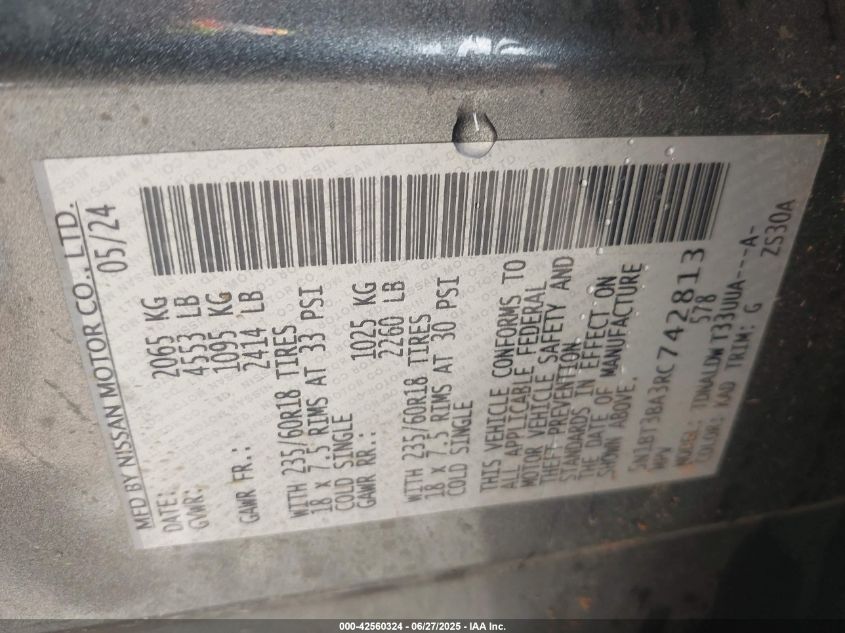 MFD BY NISSAN MOTOR CO., LTD.
DATE: 05/24
GVWR: 2065 KG
4553 LB
GAWR FR.: 1095 KG
2414 LB
WITH 235/60R18 TIRES
18 x 7.5 RIMS AT 33 PSI
COLD SINGLE
GAWR RR.: 1025 KG
2260 LB
WITH 235/60R18 TIRES
18 x 7.5 RIMS AT 30 PSI
COLD SINGLE
THIS VEHICLE CONFORMS TO
ALL APPLICABLE FEDERAL
MOTOR VEHICLE SAFETY AND
THEFT PREVENTION
STANDARDS IN EFFECT ON
THE DATE OF MANUFACTURE
SHOWN ABOVE.
5N1BT3BA3RC742813
MPV 578
MODEL: TDNALDWT33UUA---A-
COLOR: KAD TRIM: G ZS30A
000-42560324 / 06/27/2025 - IAA Inc.